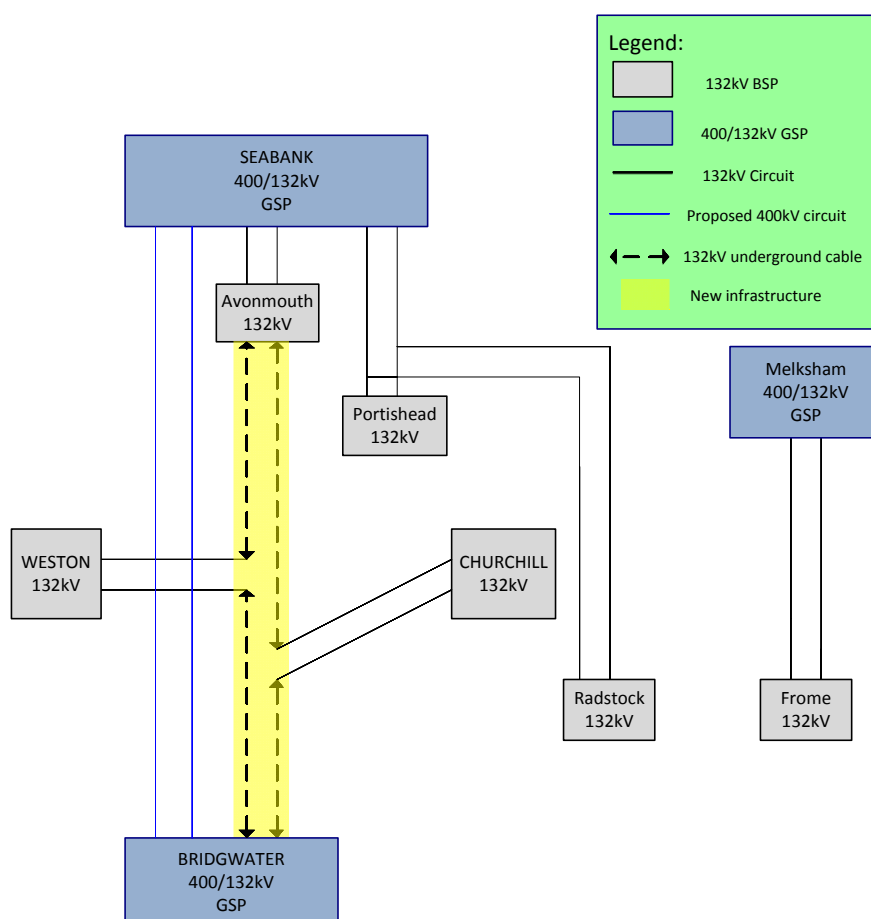 Legend:
132kV BSP
400/132kV GSP
132kV Circuit
Proposed 400kV circuit
132kV underground cable
New infrastructure
SEABANK
400/132kV
GSP
Avonmouth
132kV
Portishead
132kV
Melksham
400/132kV
GSP
WESTON
132kV
CHURCHILL
132kV
Radstock
132kV
Frome
132kV
BRIDGWATER
400/132kV
GSP